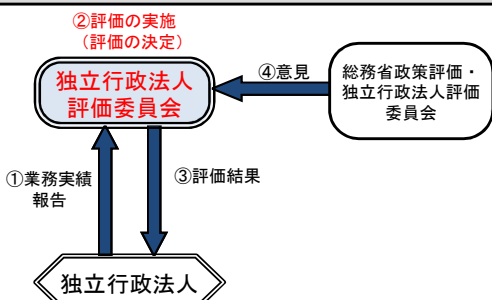 ②評価の実施
（評価の決定）
独立行政法人
評価委員会
④意見
総務省政策評価・
独立行政法人評価
委員会
①業務実績
報告
③評価結果
独立行政法人